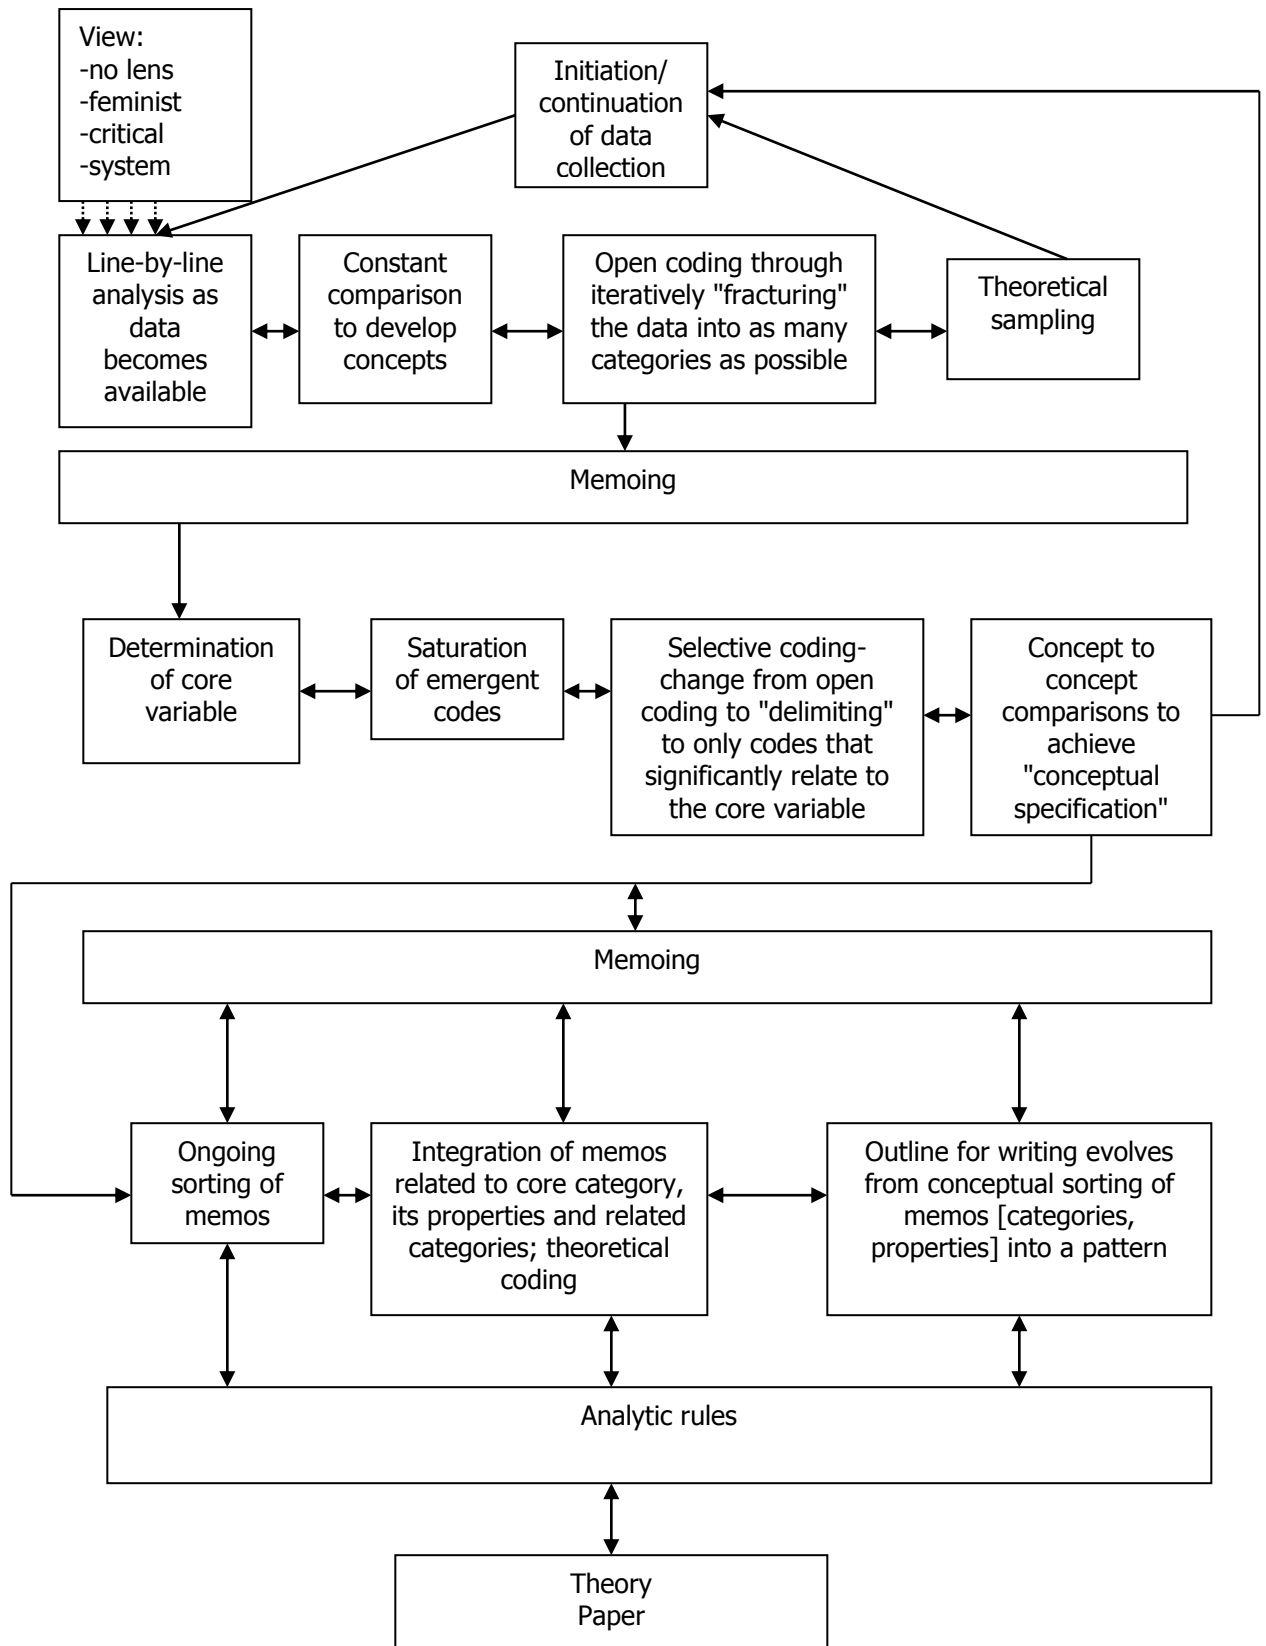 View:
-no lens
-feminist
-critical
-system
Initiation/
continuation
of data
collection
Line-by-line
analysis as
data
becomes
available
Constant
comparison
to develop
concepts
Open coding through
iteratively "fracturing"
the data into as many
categories as possible
Theoretical
sampling
Memoing
Determination
of core
variable
Saturation
of emergent
codes
Selective coding-
change from open
coding to "delimiting"
to only codes that
significantly relate to
the core variable
Concept to
concept
comparisons to
achieve
"conceptual
specification"
Memoing
Ongoing
sorting of
memos
Integration of memos
related to core category,
its properties and related
categories; theoretical
coding
Outline for writing evolves
from conceptual sorting of
memos [categories,
properties] into a pattern
Analytic rules
Theory
Paper